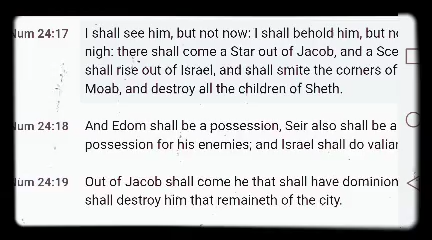 Num 24:17 I shall see him, but not now: I shall behold him, but
nigh: there shall come a Star out of Jacob, and a
shall rise out of Israel, and shall smite the corners of
Moab, and destroy all the children of Sheth.
Num 24:18 And Edom shall be a possession, Seir also shall be a
possession for his enemies; and Israel shall do
Num 24:19 Out of Jacob shall come he that shall have dominion
shall destroy him that remaineth of the city.